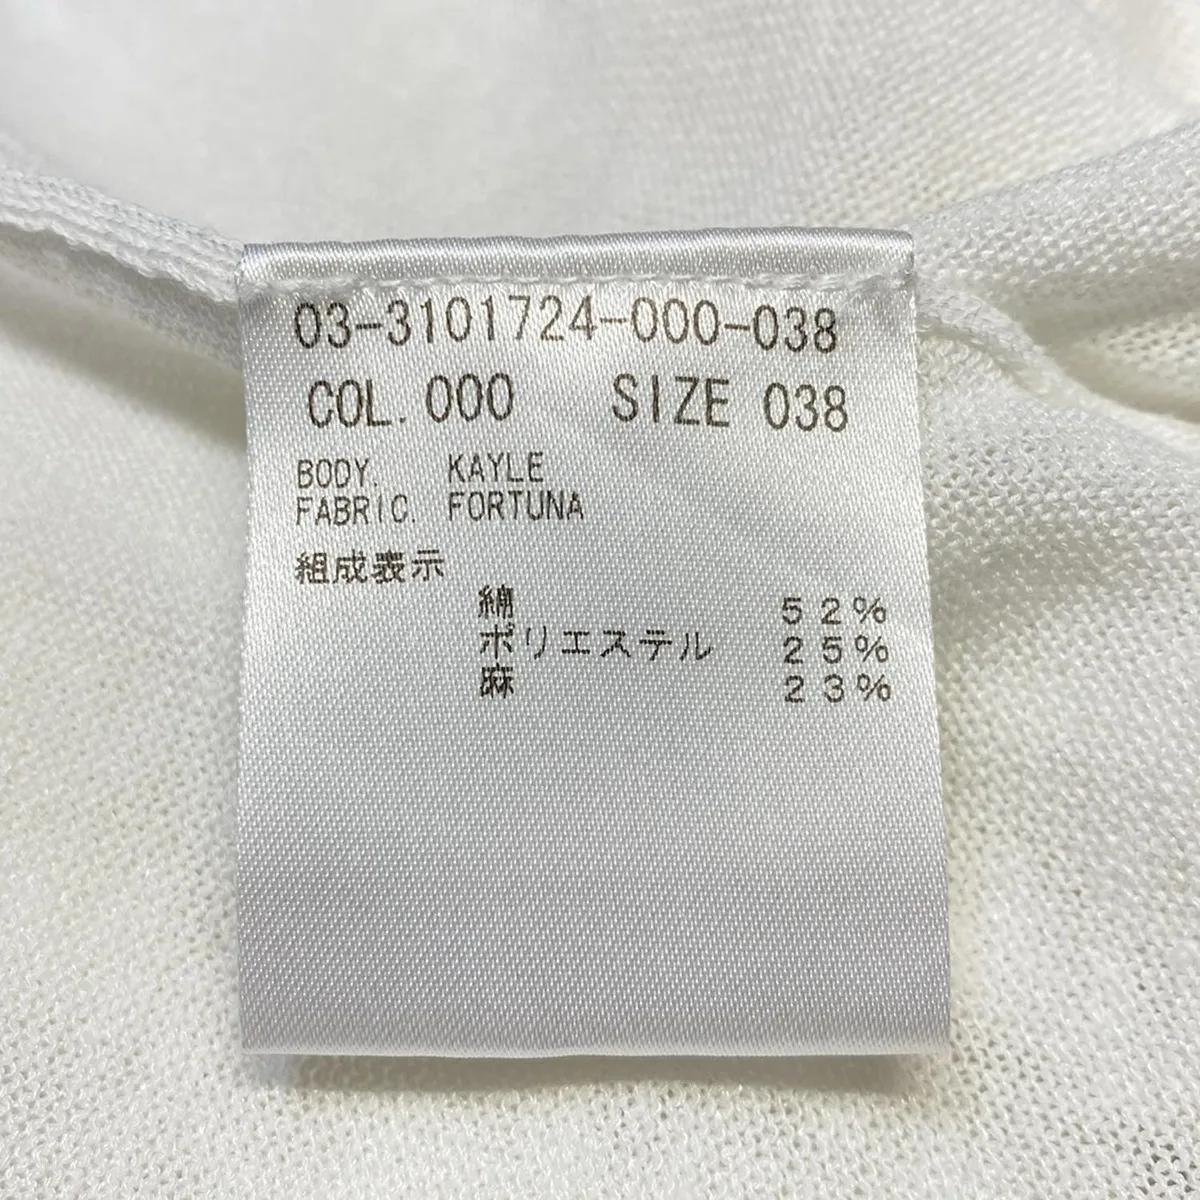 03-3101724-000-038
COL. 000 SIZE 038
BODY. KAYLE
FABRIC. FORTUNA
組成表示
綿 52%
ポリエステル 25%
麻 23%